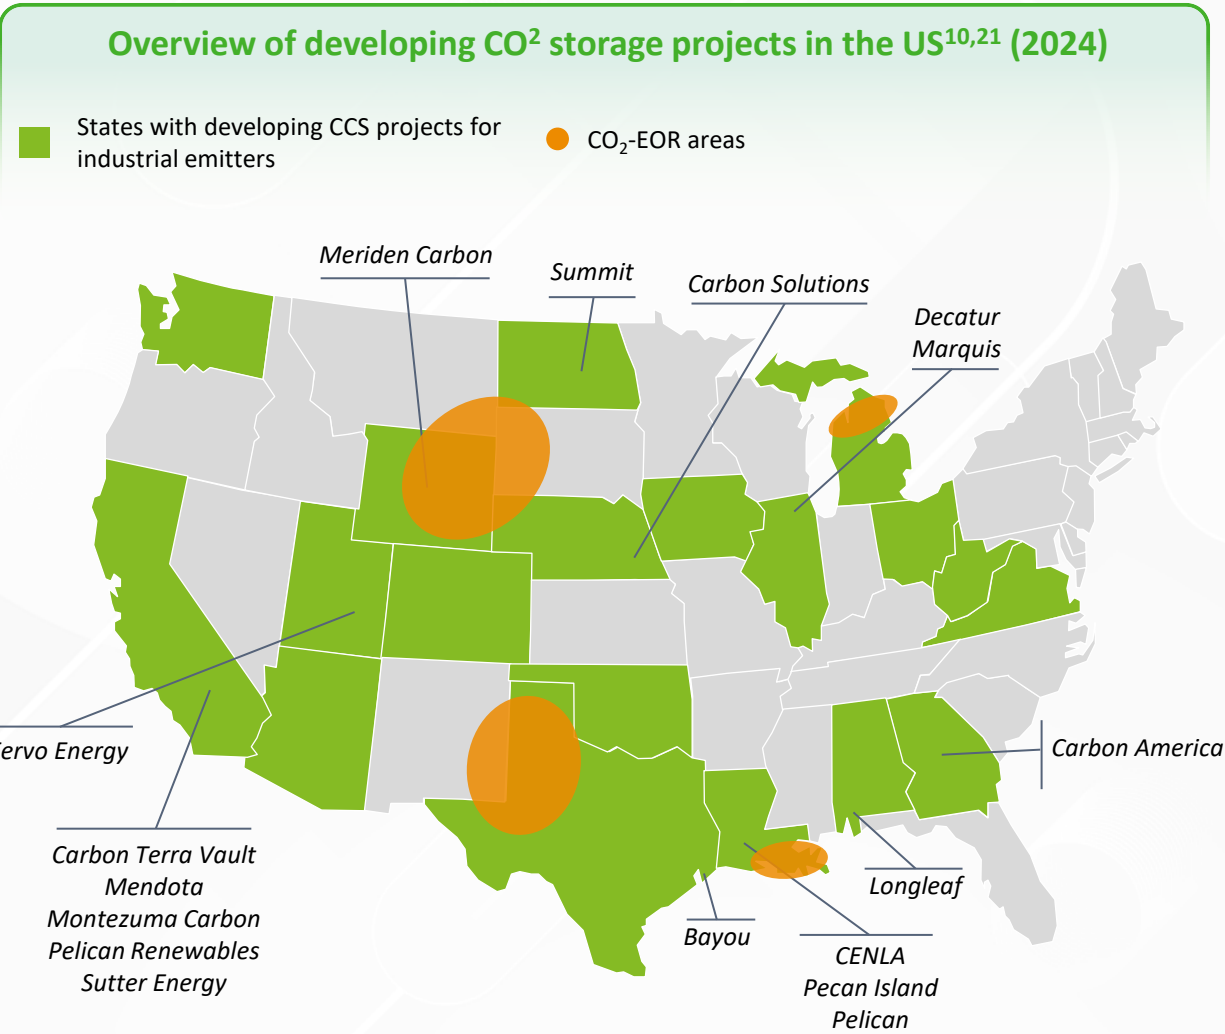 Overview of developing CO² storage projects in the US¹⁰,²¹ (2024)
States with developing CCS projects for
industrial emitters
CO₂-EOR areas
Meriden Carbon
Summit
Carbon Solutions
Decatur
Marquis
ervo Energy
Carbon America
Carbon Terra Vault
Mendota
Montezuma Carbon
Pelican Renewables
Sutter Energy
Longleaf
Bayou
CENLA
Pecan Island
Pelican